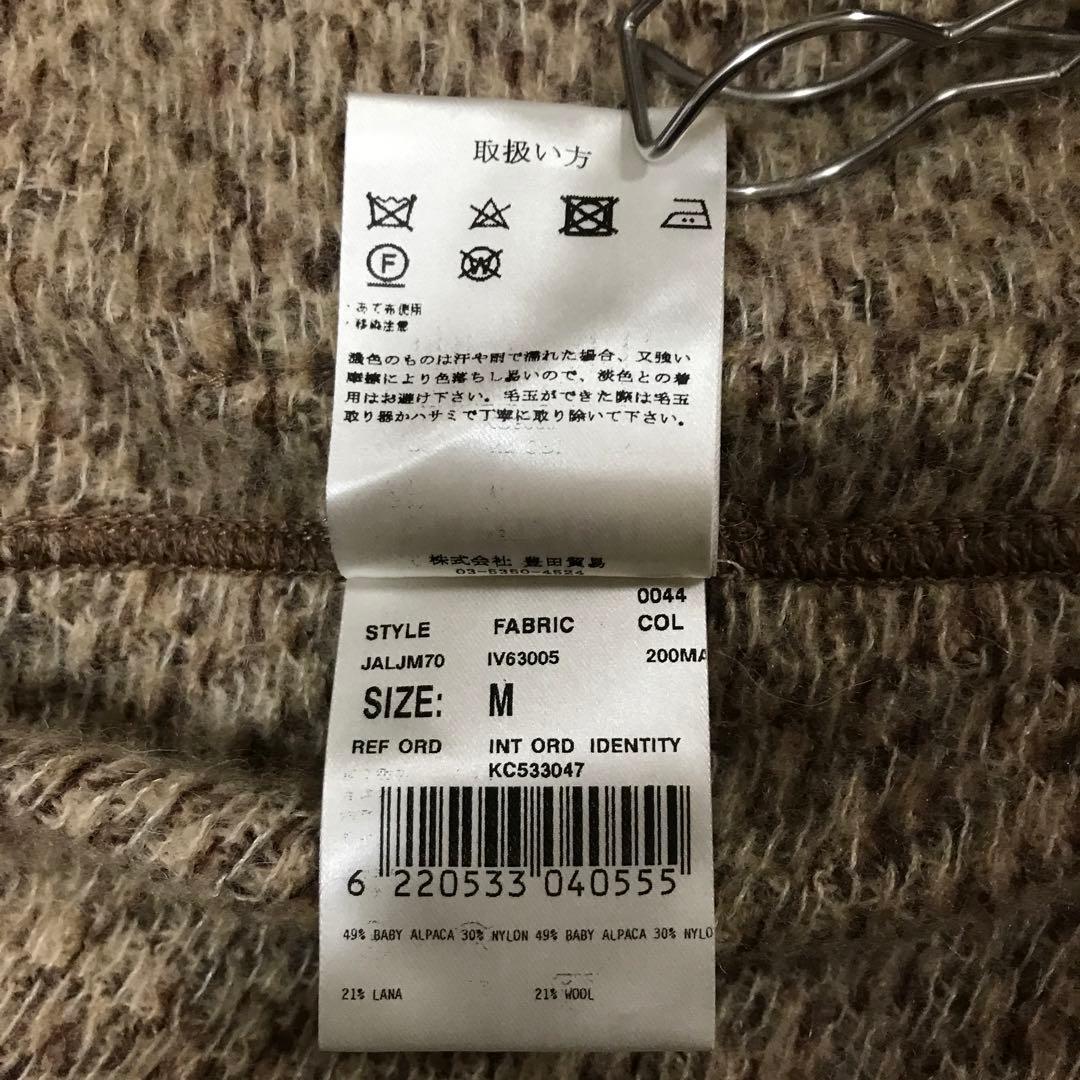 取扱い方
F
W
・あて布使用
・移染注意
濃色のものは汗や雨で濡れた場合、又強い
摩擦により色落ちし易いので、淡色との着
用はお避け下さい。毛玉ができた際は毛玉
取り器かハサミで丁寧に取り除いて下さい。
株式会社 豊田貿易
03-5350-4524
0044
STYLE FABRIC COL
JALJM70 IV63005 200MA
SIZE: M
REF ORD INT ORD IDENTITY
KC533047
6 220533 040555
49% BABY ALPACA 30% NYLON 49% BABY ALPACA 30% NYLO
21% LANA 21% WOOL